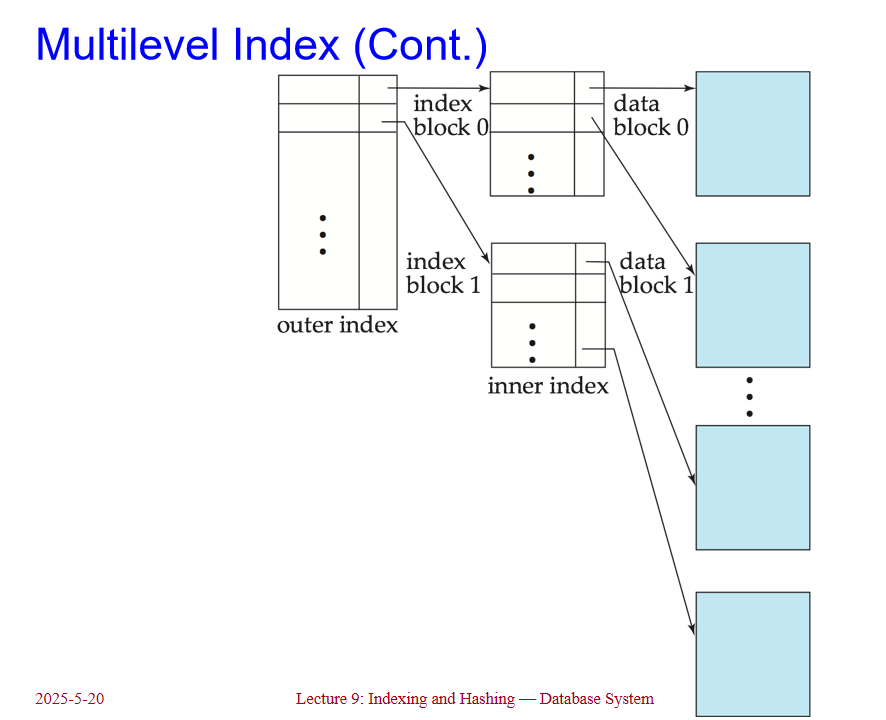 Multilevel Index (Cont.)
index
block 0
data
block 0
index
block 1
data
block 1
outer index
inner index
2025-5-20
Lecture 9: Indexing and Hashing — Database System